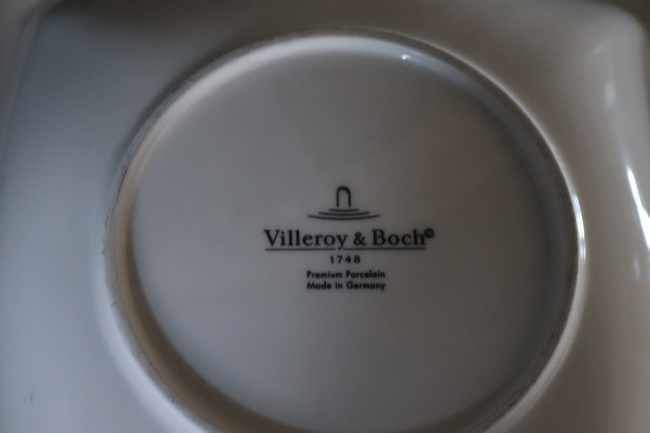 Villeroy & Boch©
1748
Premium Porcelain
Made in Germany